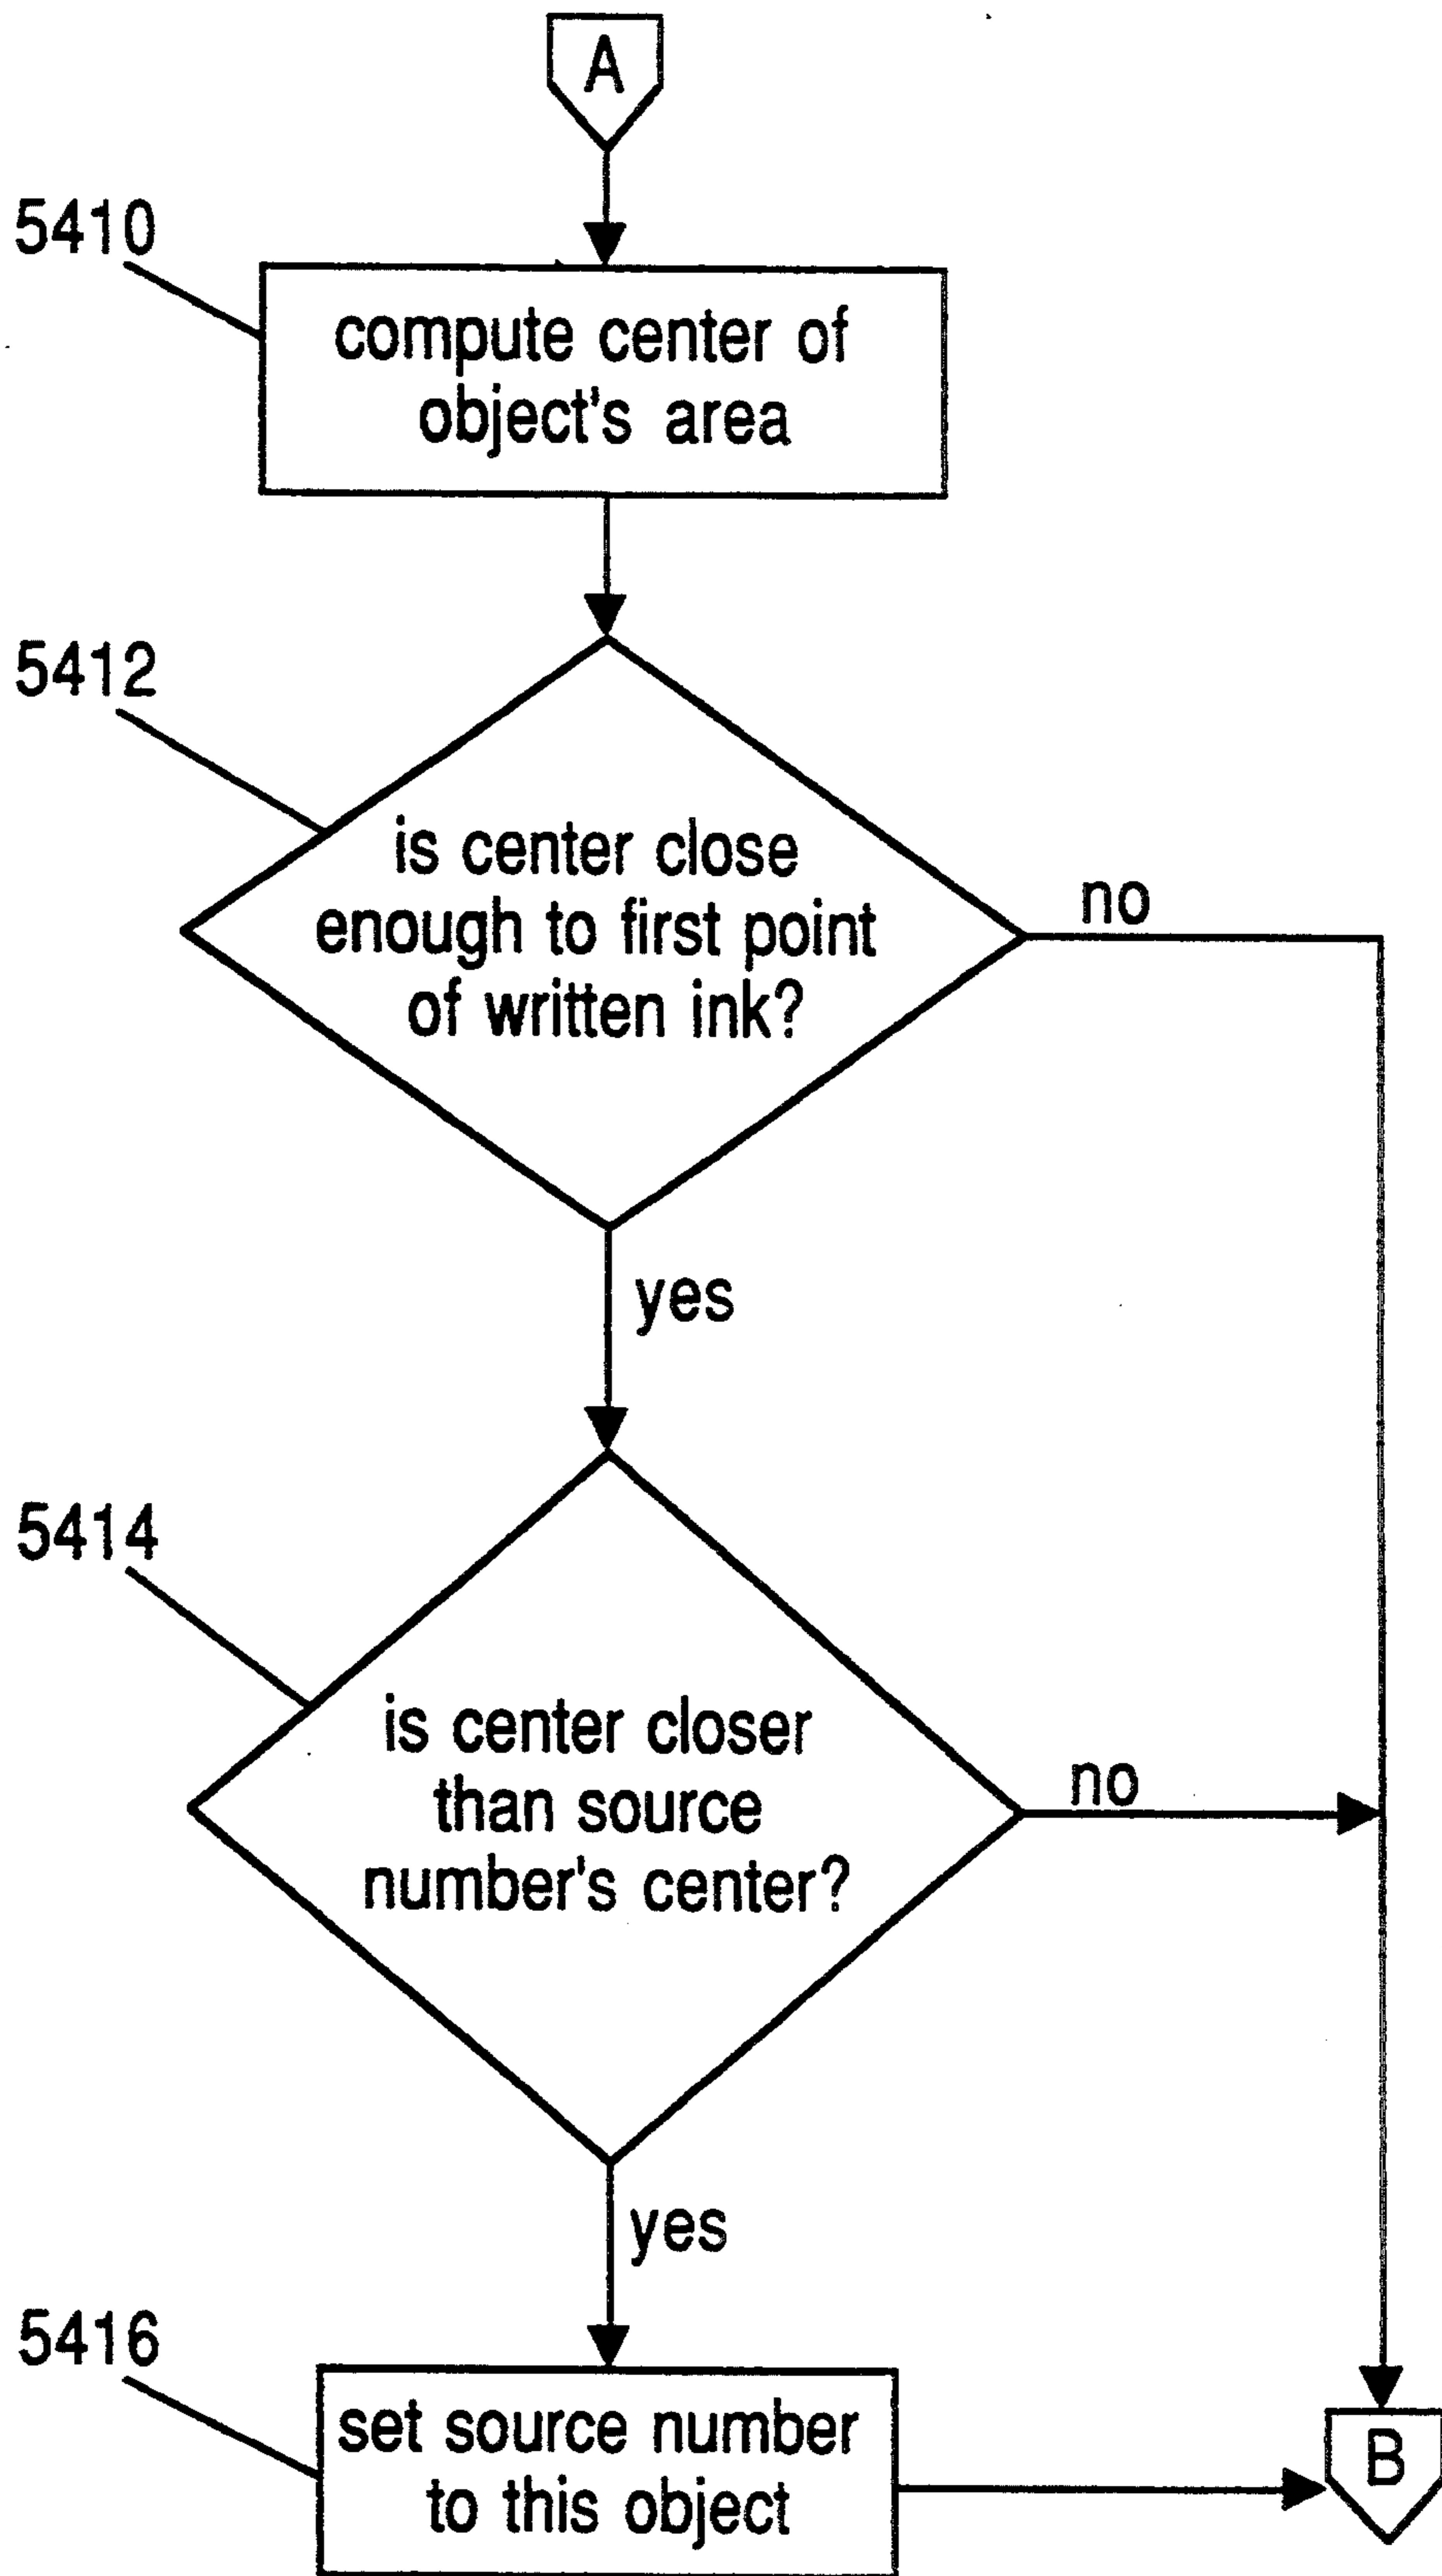 A
5410
compute center of
object's area
5412
is center close
enough to first point
of written ink?
no
yes
5414
is center closer
than source
number's center?
no
yes
5416
set source number
to this object
B